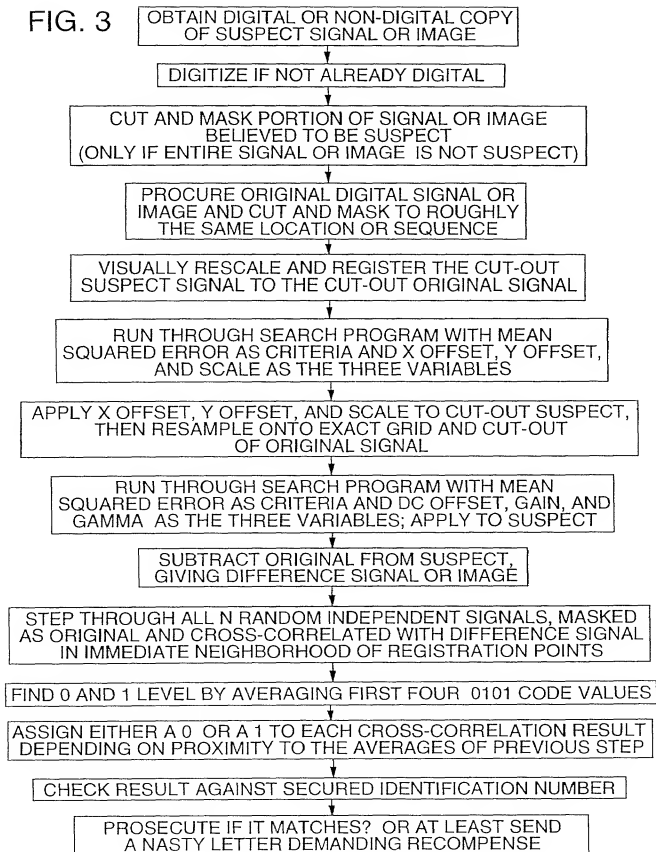 FIG. 3
OBTAIN DIGITAL OR NON-DIGITAL COPY
OF SUSPECT SIGNAL OR IMAGE
DIGITIZE IF NOT ALREADY DIGITAL
CUT AND MASK PORTION OF SIGNAL OR IMAGE
BELIEVED TO BE SUSPECT
(ONLY IF ENTIRE SIGNAL OR IMAGE IS NOT SUSPECT)
PROCURE ORIGINAL DIGITAL SIGNAL OR
IMAGE AND CUT AND MASK TO ROUGHLY
THE SAME LOCATION OR SEQUENCE
VISUALLY RESCALE AND REGISTER THE CUT-OUT
SUSPECT SIGNAL TO THE CUT-OUT ORIGINAL SIGNAL
RUN THROUGH SEARCH PROGRAM WITH MEAN
SQUARED ERROR AS CRITERIA AND X OFFSET, Y OFFSET,
AND SCALE AS THE THREE VARIABLES
APPLY X OFFSET, Y OFFSET, AND SCALE TO CUT-OUT SUSPECT,
THEN RESAMPLE ONTO EXACT GRID AND CUT-OUT
OF ORIGINAL SIGNAL
RUN THROUGH SEARCH PROGRAM WITH MEAN
SQUARED ERROR AS CRITERIA AND DC OFFSET, GAIN, AND
GAMMA AS THE THREE VARIABLES; APPLY TO SUSPECT
SUBTRACT ORIGINAL FROM SUSPECT,
GIVING DIFFERENCE SIGNAL OR IMAGE
STEP THROUGH ALL N RANDOM INDEPENDENT SIGNALS, MASKED
AS ORIGINAL AND CROSS-CORRELATED WITH DIFFERENCE SIGNAL
IN IMMEDIATE NEIGHBORHOOD OF REGISTRATION POINTS
FIND 0 AND 1 LEVEL BY AVERAGING FIRST FOUR 0101 CODE VALUES
ASSIGN EITHER A 0 OR A 1 TO EACH CROSS-CORRELATION RESULT
DEPENDING ON PROXIMITY TO THE AVERAGES OF PREVIOUS STEP
CHECK RESULT AGAINST SECURED IDENTIFICATION NUMBER
PROSECUTE IF IT MATCHES? OR AT LEAST SEND
A NASTY LETTER DEMANDING RECOMPENSE